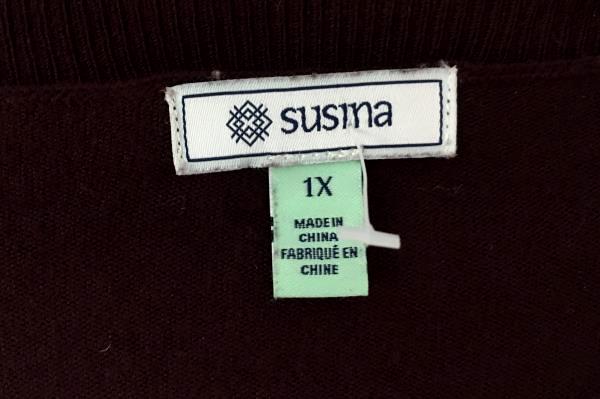 susina
1X
MADE IN
CHINA
FABRIQUÉ EN
CHINE